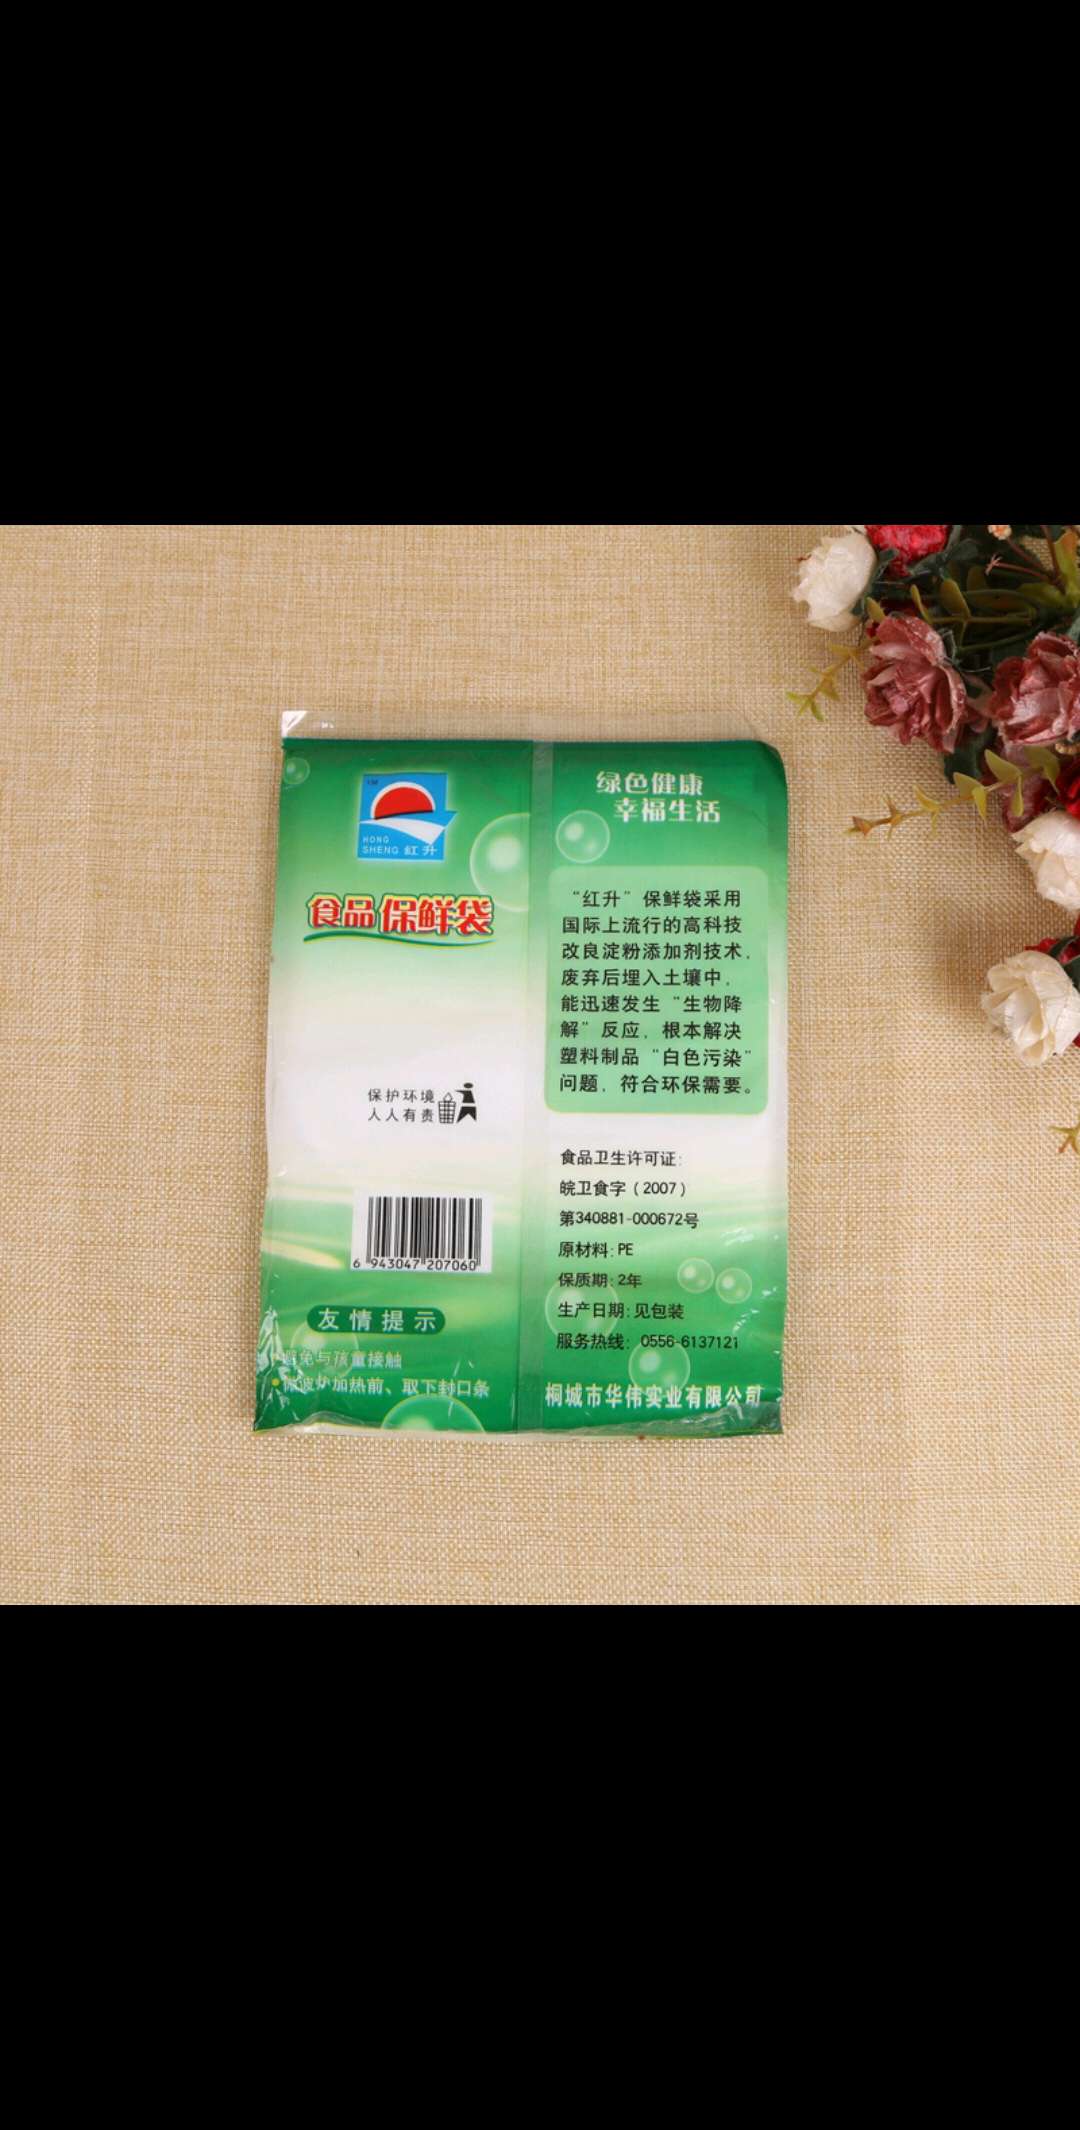 TM
HONG
SHENG 红升
食品保鲜袋
保护环境
人人有责
6 943047 207060
友情提示
避免与孩童接触
微波炉加热前、取下封口条
绿色健康
幸福生活
“红升”保鲜袋采用
国际上流行的高科技
改良淀粉添加剂技术，
废弃后埋入土壤中，
能迅速发生“生物降
解”反应，根本解决
塑料制品“白色污染”
问题，符合环保需要。
食品卫生许可证：
皖卫食字（2007）
第340881-000672号
原材料：PE
保质期：2年
生产日期：见包装
服务热线：0556-6137121
桐城市华伟实业有限公司